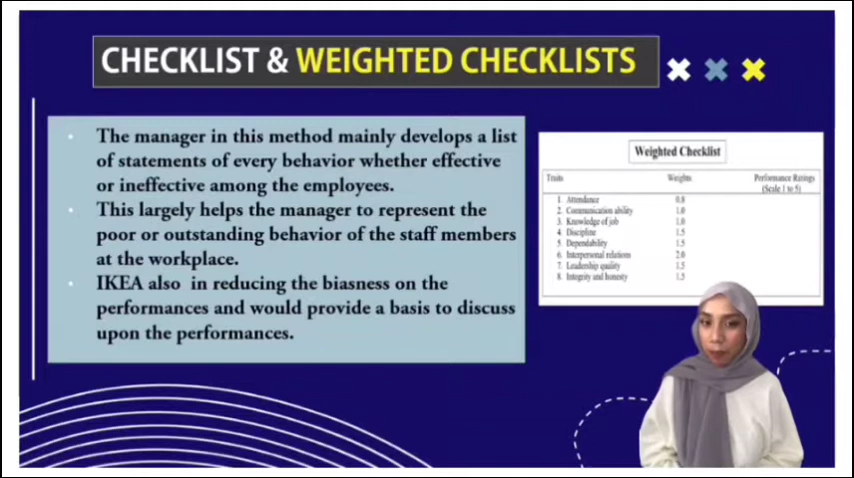 CHECKLIST & WEIGHTED CHECKLISTS
• The manager in this method mainly develops a list
of statements of every behavior whether effective
or ineffective among the employees.
• This largely helps the manager to represent the
poor or outstanding behavior of the staff members
at the workplace.
• IKEA also in reducing the biasness on the
performances and would provide a basis to discuss
upon the performances.
Weighted Checklist
Traits Weights Performance Ratings
(Scale 1 to 5)
1. Attendance 0.8
2. Communication ability 1.0
3. Knowledge of job 1.0
4. Discipline 1.5
5. Dependability 1.5
6. Interpersonal relations 2.0
7. Leadership quality 1.5
8. Integrity and honesty 1.5